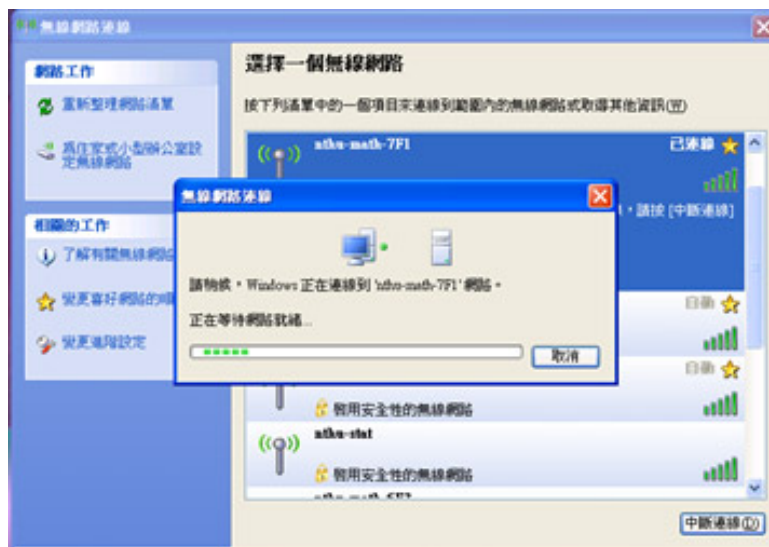 無線網路連線
網路工作
重新整理網路清單
為住家或小型辦公室設
定無線網路
相關的工作
了解有關無線網路
變更喜好網路的順
變更進階設定
選擇一個無線網路
按下列清單中的一個項目來連線到範圍內的無線網路或取得其他資訊(W)
nthu-math-7F1
已連線
，請按 [中斷連線]
自動
自動
啟用安全性的無線網路
nthu-stat
啟用安全性的無線網路
中斷連線(D)
無線網路連線
請稍候，Windows 正在連線到 'nthu-math-7F1' 網路。
正在等待網路就緒...
取消